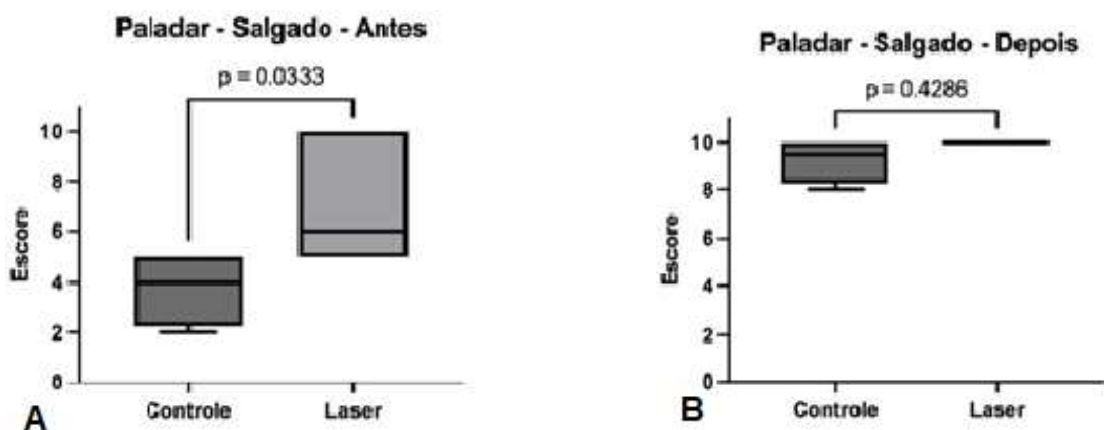 Paladar - Salgado - Antes
p = 0.0333
10
8
6
4
2
0
Escore
Controle
Laser
A
Paladar - Salgado - Depois
p = 0.4286
10
8
6
4
2
0
Escore
Controle
Laser
B